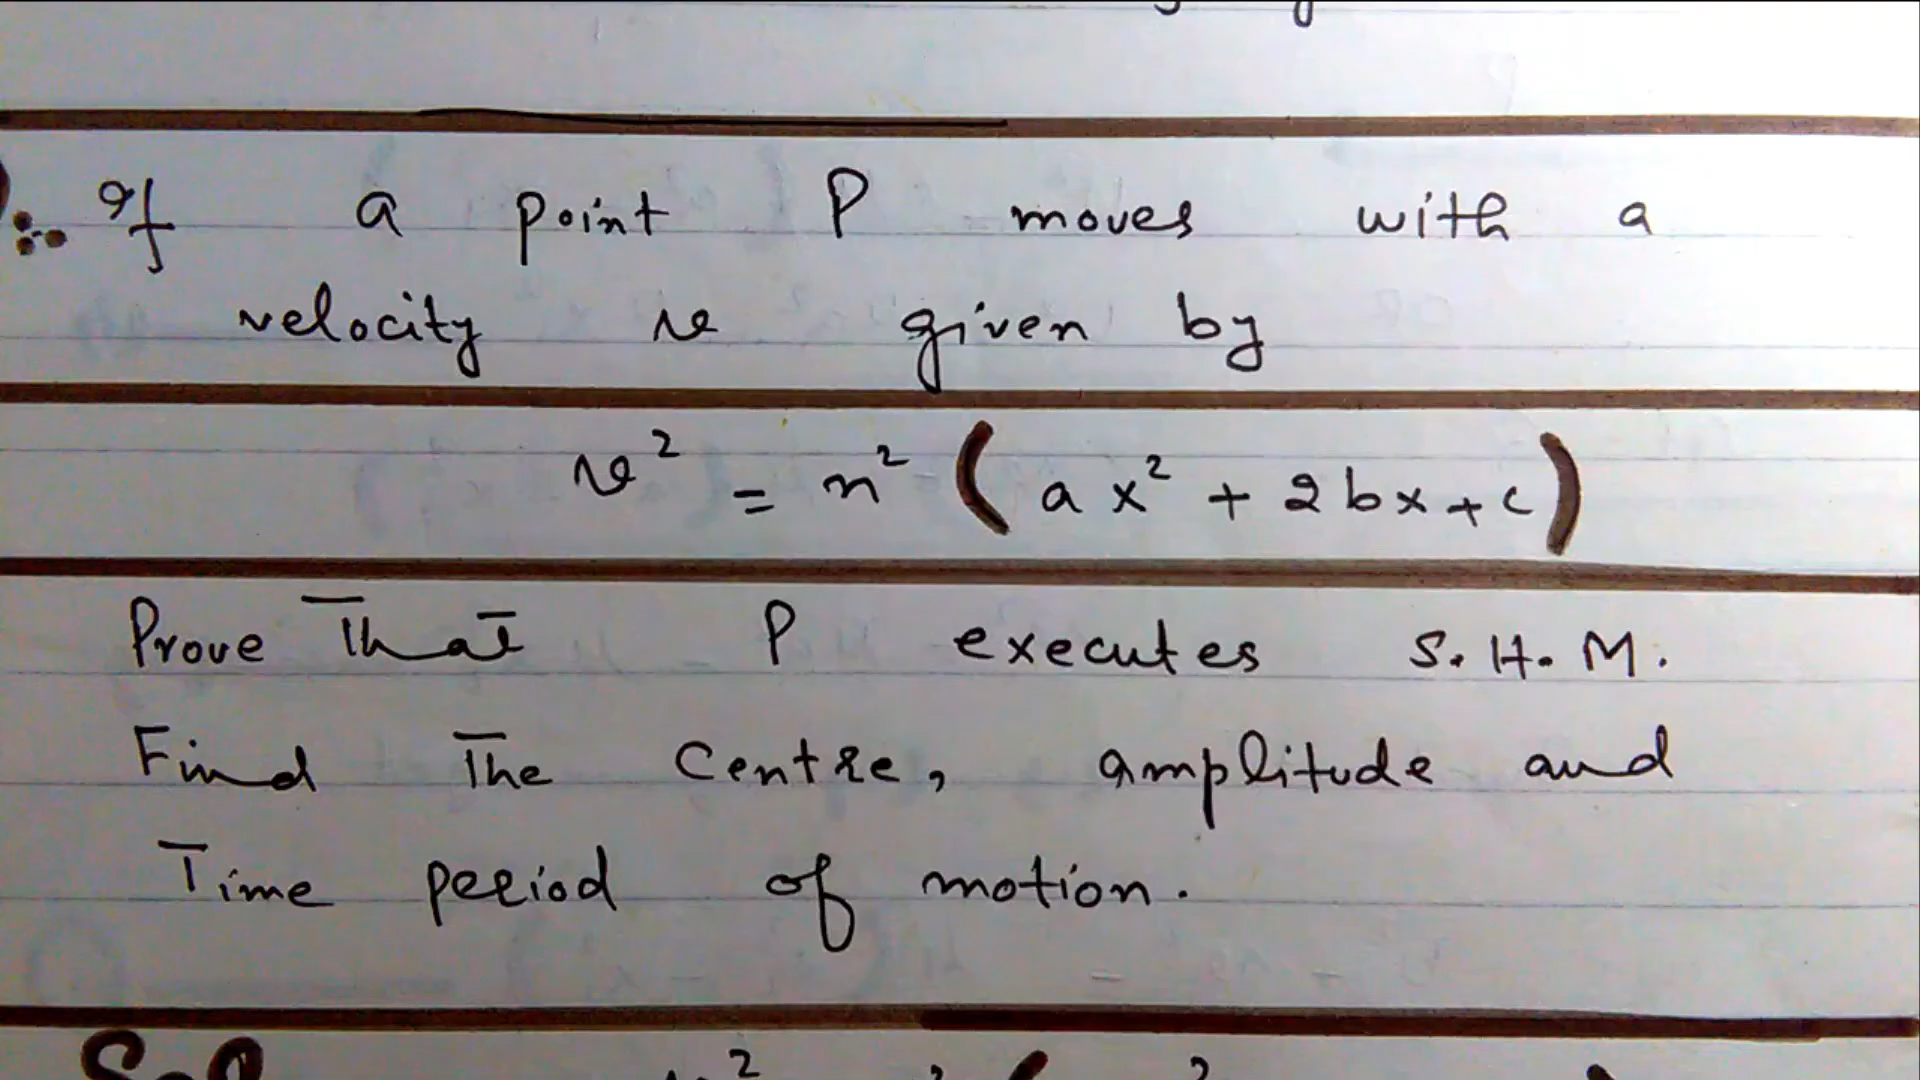 If a point P moves with a
velocity v given by
v² = n² ( ax² + 2bx + c )
Prove That P executes S.H.M.
Find The Centre, amplitude and
Time period of motion.
Sol